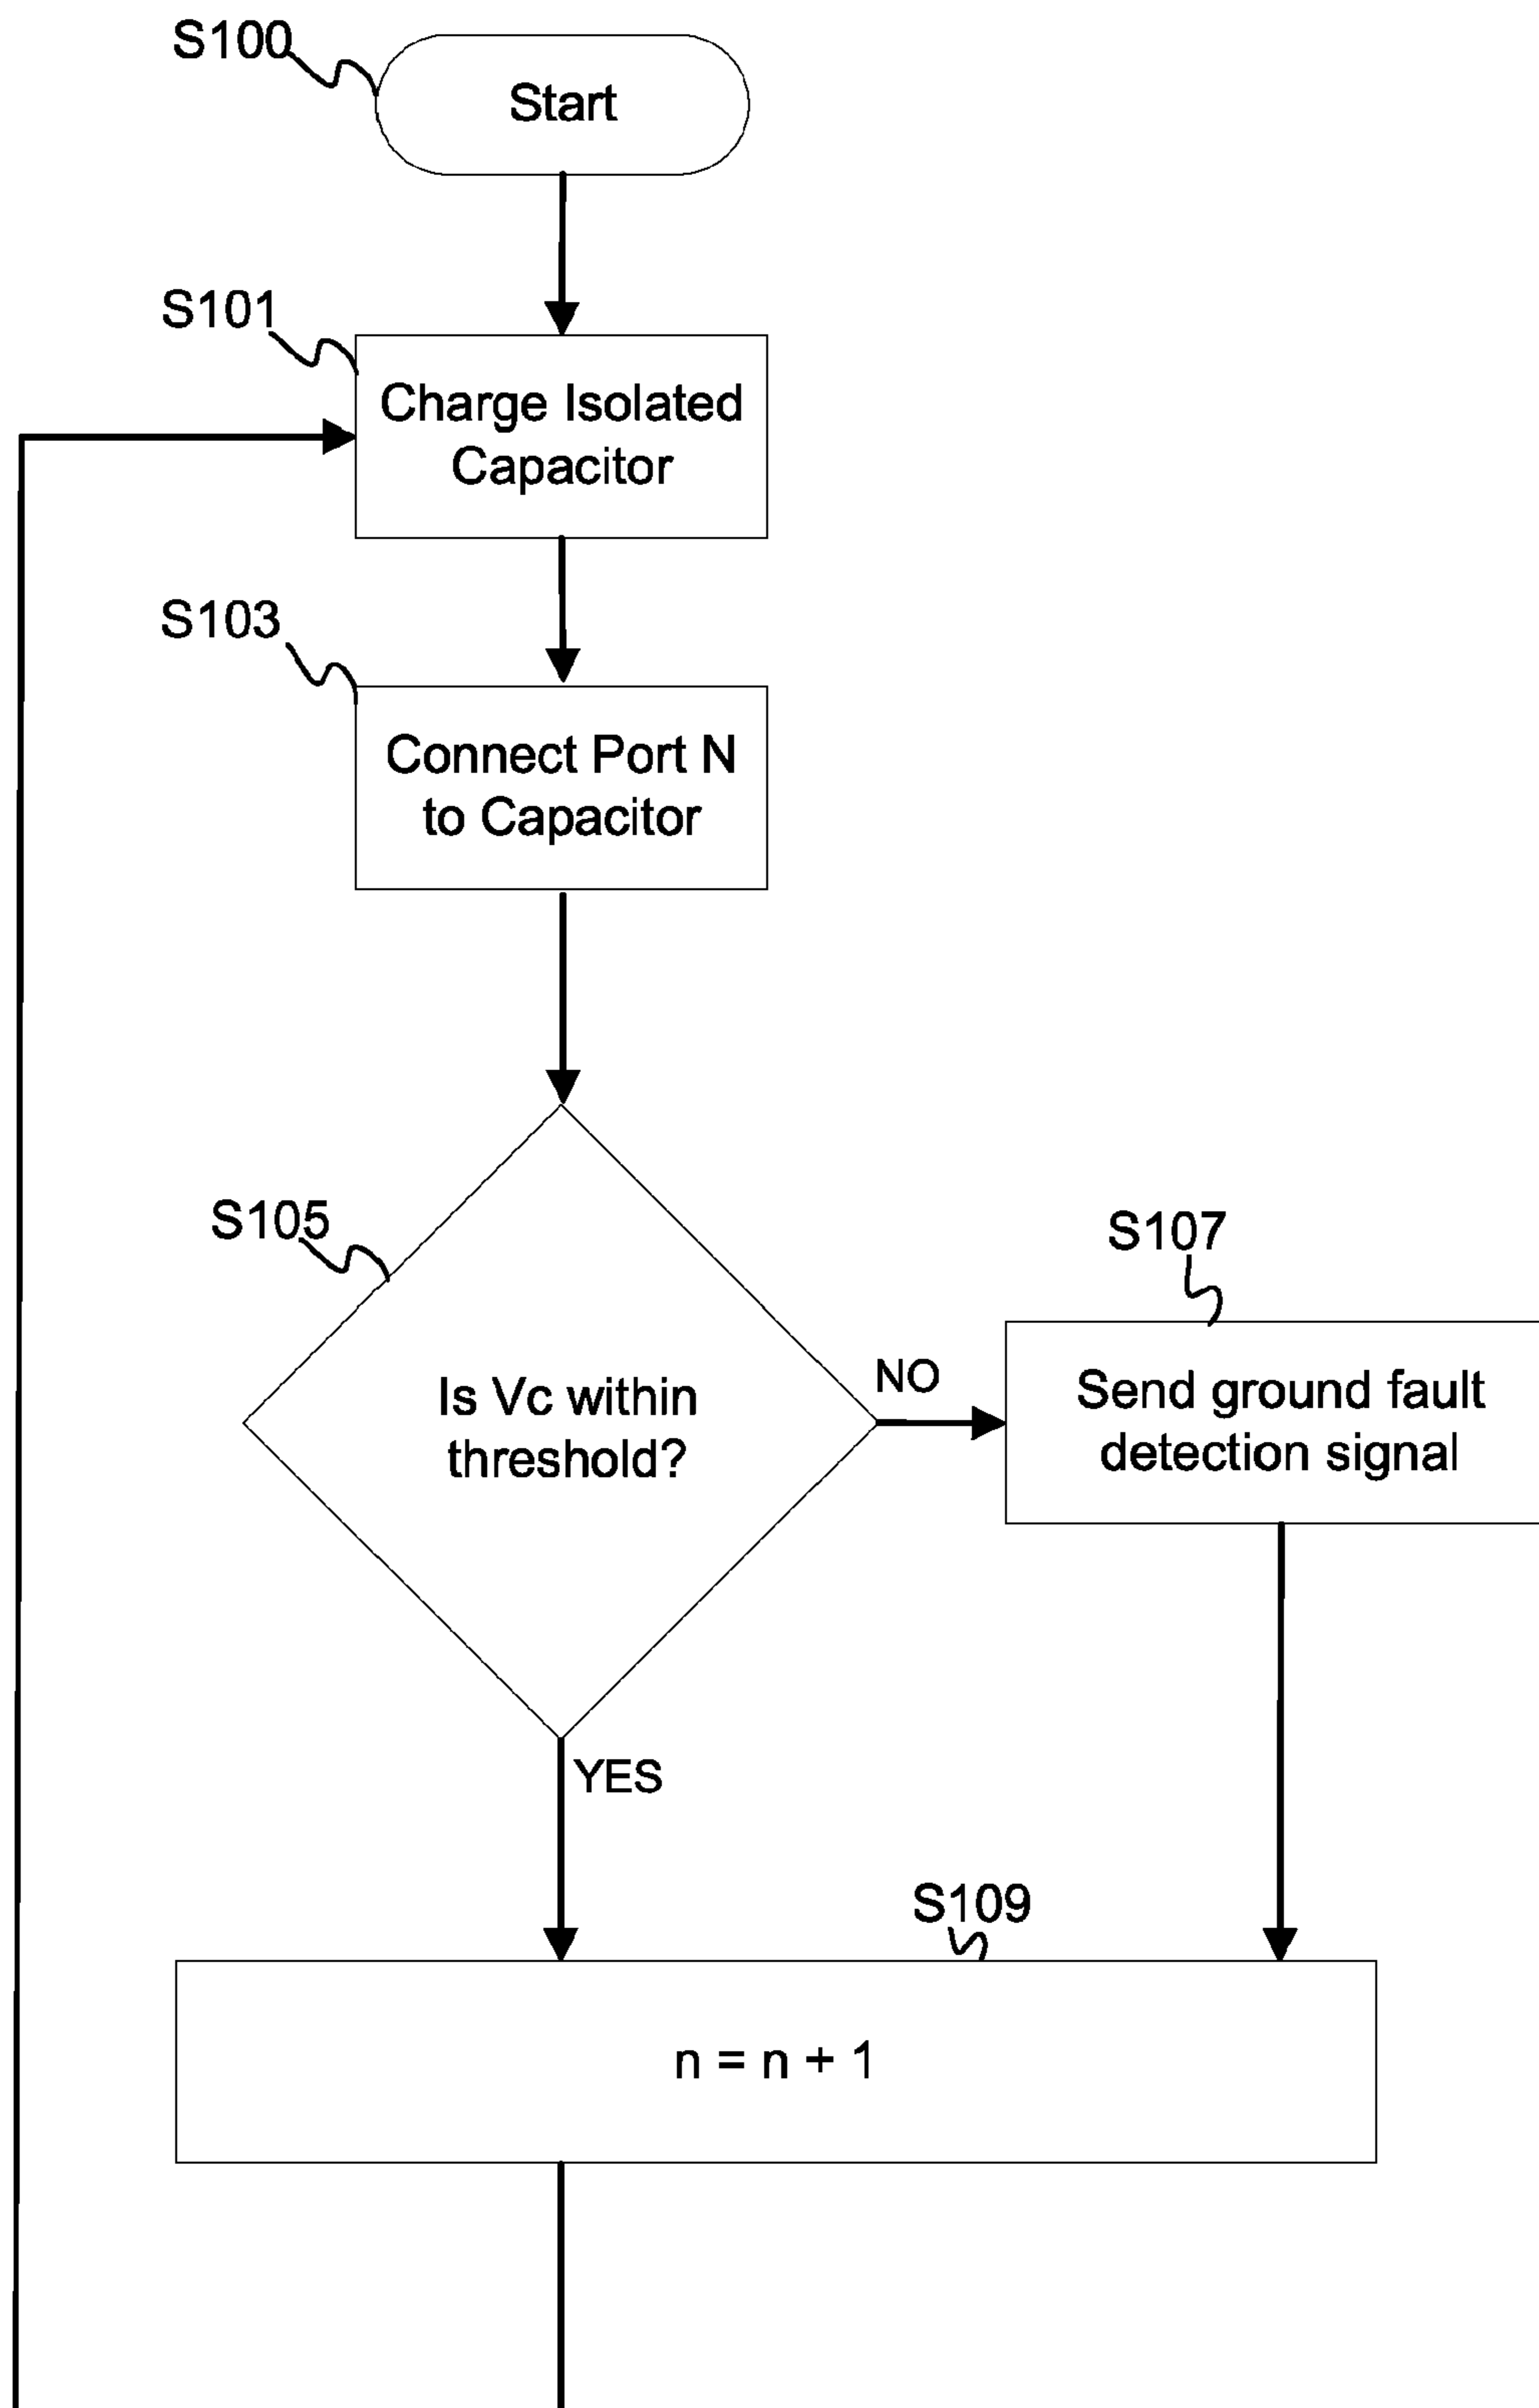 S100
Start
S101
Charge Isolated
Capacitor
S103
Connect Port N
to Capacitor
S105
Is Vc within
threshold?
NO
S107
Send ground fault
detection signal
YES
S109
n = n + 1